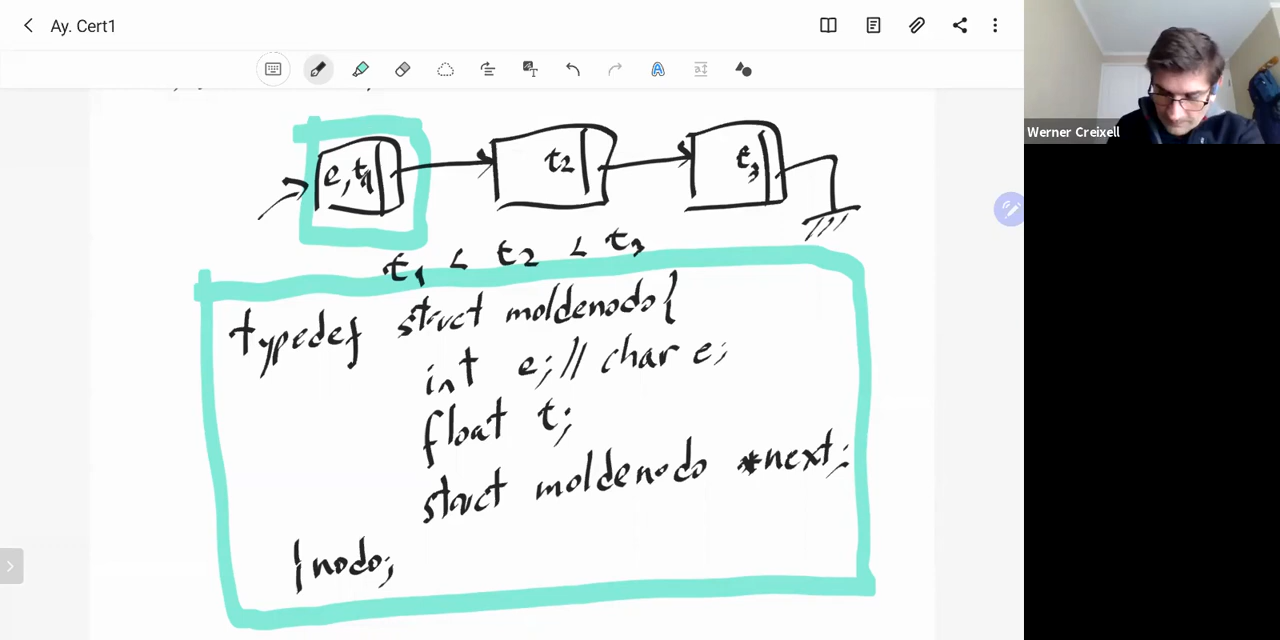 Ay. Cert1
Werner Creixell
e, t1
t2
t3
t1 < t2 < t3
typedef struct moldenodo{
int e; // char e;
float t;
struct moldenodo *next;
} nodo;